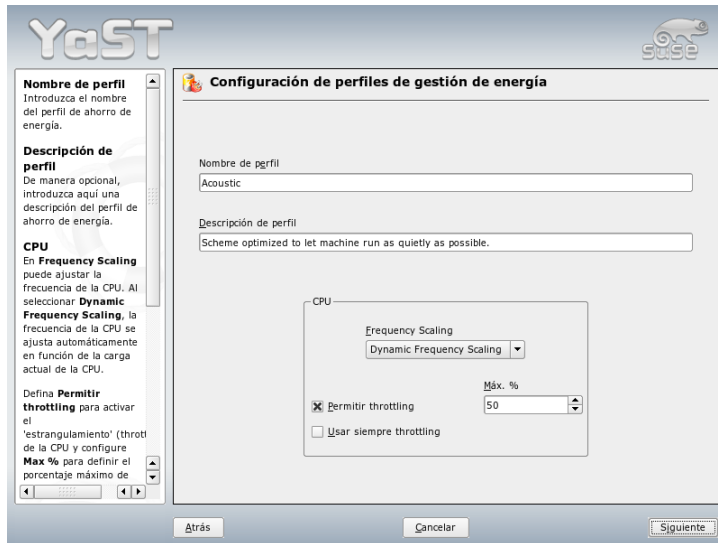 YaST
SUSE
Nombre de perfil
Introduzca el nombre
del perfil de ahorro de
energía.
Descripción de
perfil
De manera opcional,
introduzca aquí una
descripción del perfil de
ahorro de energía.
CPU
En Frequency Scaling
puede ajustar la
frecuencia de la CPU. Al
seleccionar Dynamic
Frequency Scaling, la
frecuencia de la CPU se
ajusta automáticamente
en función de la carga
actual de la CPU.
Defina Permitir
throttling para activar
el
'estrangulamiento' (thrott
de la CPU y configure
Max % para definir el
porcentaje máximo de
Configuración de perfiles de gestión de energía
Nombre de perfil
Acoustic
Descripción de perfil
Scheme optimized to let machine run as quietly as possible.
CPU
Frequency Scaling
Dynamic Frequency Scaling
Máx. %
Permitir throttling
50
Usar siempre throttling
Atrás
Cancelar
Siguiente